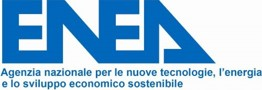 ENEA
Agenzia nazionale per le nuove tecnologie, l'energia
e lo sviluppo economico sostenibile